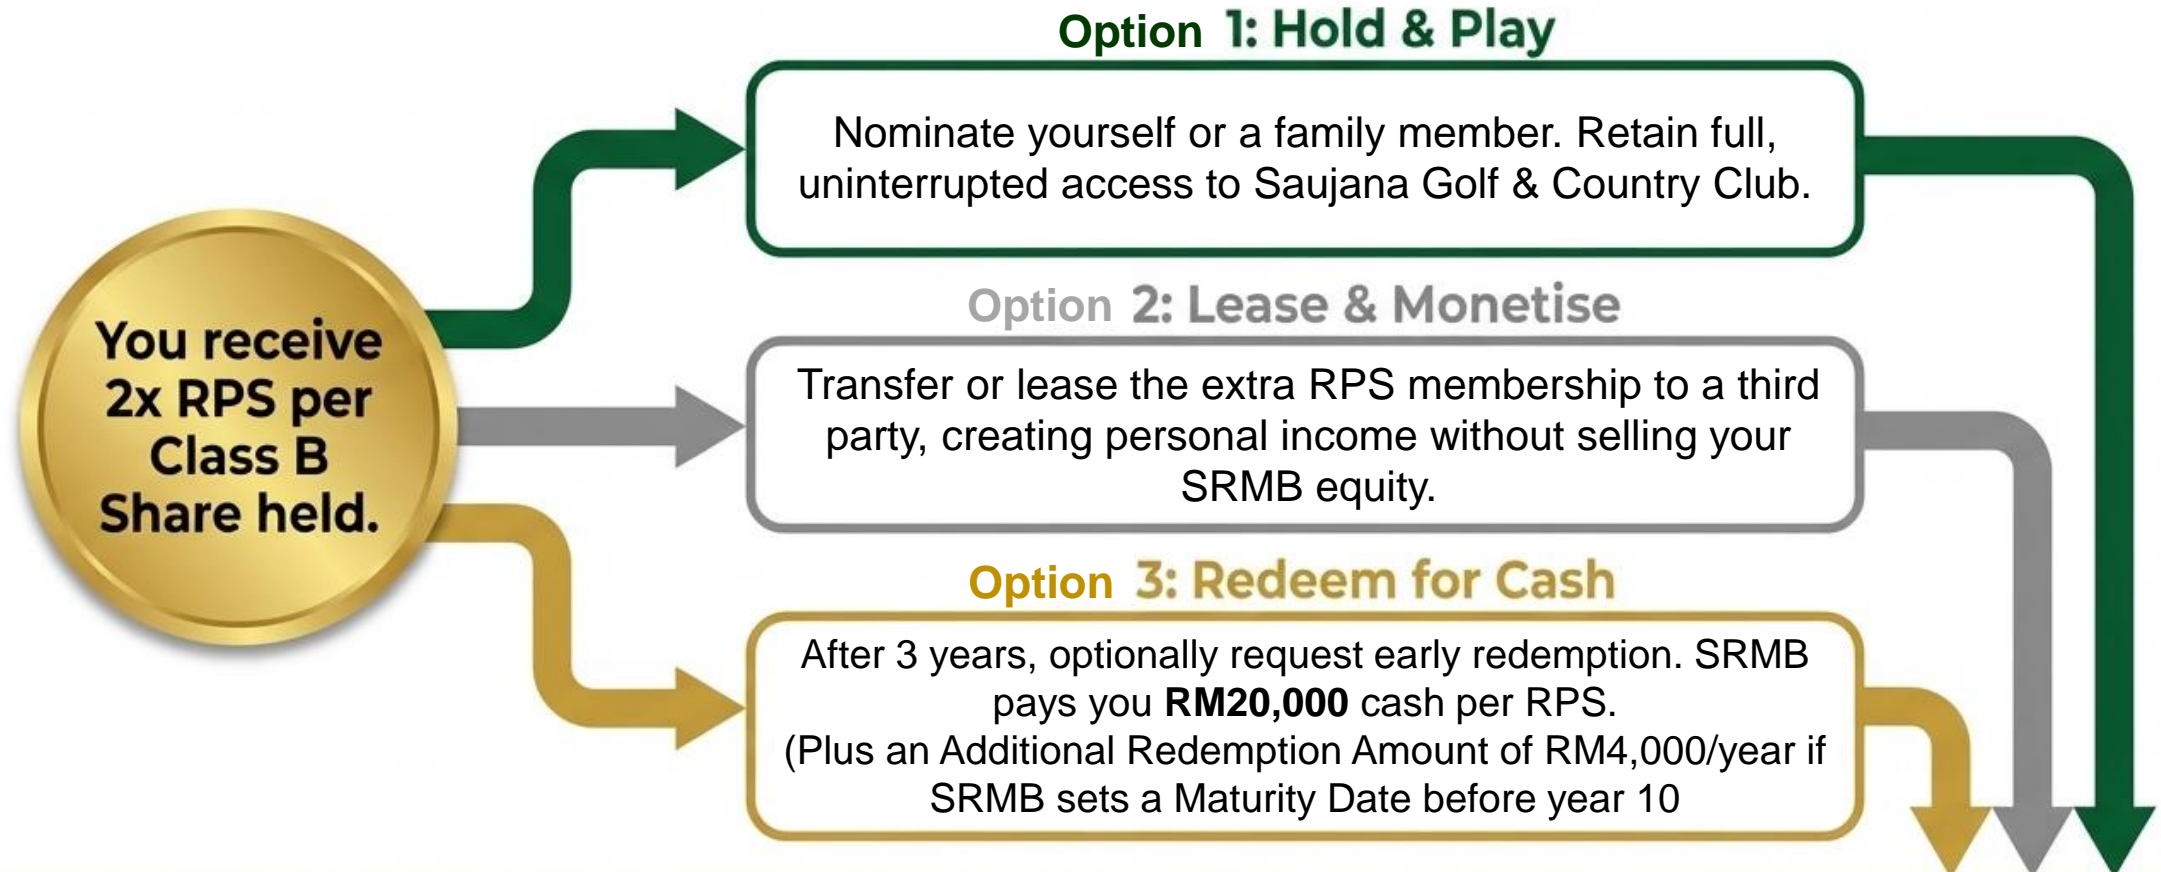 You receive
2x RPS per
Class B
Share held.
Option 1: Hold & Play
Nominate yourself or a family member. Retain full,
uninterrupted access to Saujana Golf & Country Club.
Option 2: Lease & Monetise
Transfer or lease the extra RPS membership to a third
party, creating personal income without selling your
SRMB equity.
Option 3: Redeem for Cash
After 3 years, optionally request early redemption. SRMB
pays you RM20,000 cash per RPS.
(Plus an Additional Redemption Amount of RM4,000/year if
SRMB sets a Maturity Date before year 10